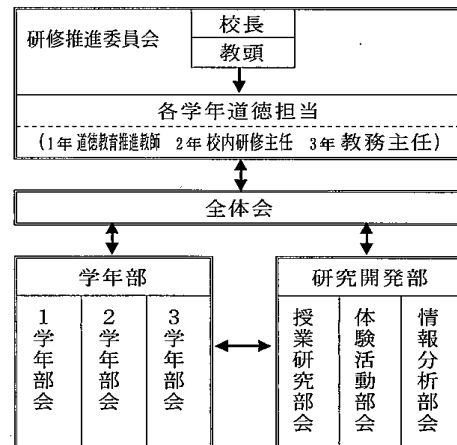 校長
研修推進委員会
教頭
各学年道徳担当
(1年 道徳教育推進教師 2年 校内研修主任 3年 教務主任)
全体会
学年部
研究開発部
1学年部会
2学年部会
3学年部会
授業研究部会
体験活動部会
情報分析部会